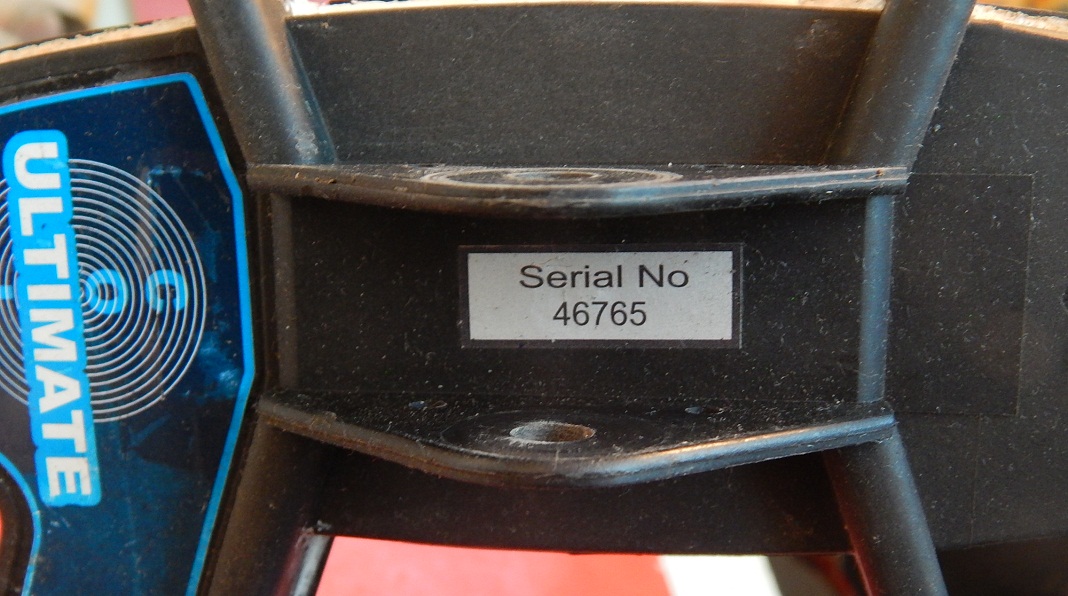 ULTIMATE
Serial No
46765